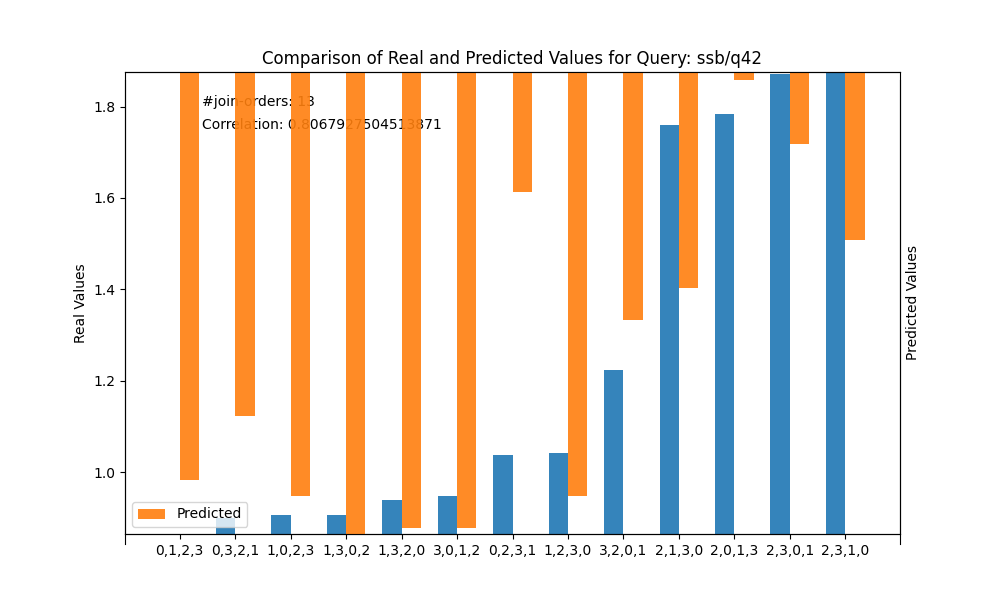 Comparison of Real and Predicted Values for Query: ssb/q42
#join-orders: 13
Correlation: 0.8067927504513871
1.8
1.6
1.4
1.2
1.0
Real Values
Predicted Values
Predicted
0,1,2,3 0,3,2,1 1,0,2,3 1,3,0,2 1,3,2,0 3,0,1,2 0,2,3,1 1,2,3,0 3,2,0,1 2,1,3,0 2,0,1,3 2,3,0,1 2,3,1,0